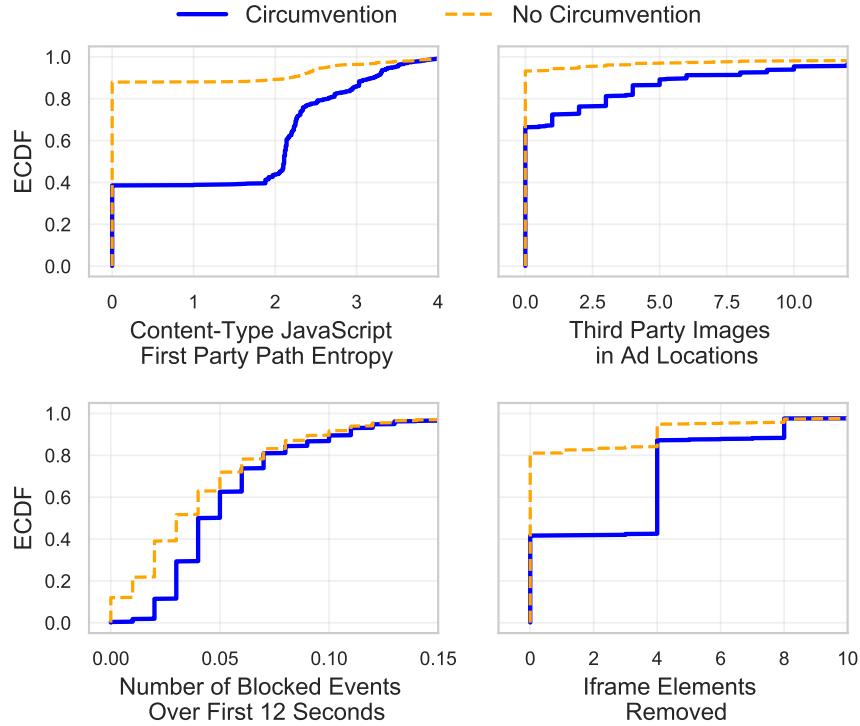 Circumvention No Circumvention
1.0
0.8
0.6
0.4
0.2
0.0
ECDF
0 1 2 3 4
Content-Type JavaScript
First Party Path Entropy
0.0 2.5 5.0 7.5 10.0
Third Party Images
in Ad Locations
1.0
0.8
0.6
0.4
0.2
0.0
ECDF
0.00 0.05 0.10 0.15
Number of Blocked Events
Over First 12 Seconds
0 2 4 6 8 10
Iframe Elements
Removed